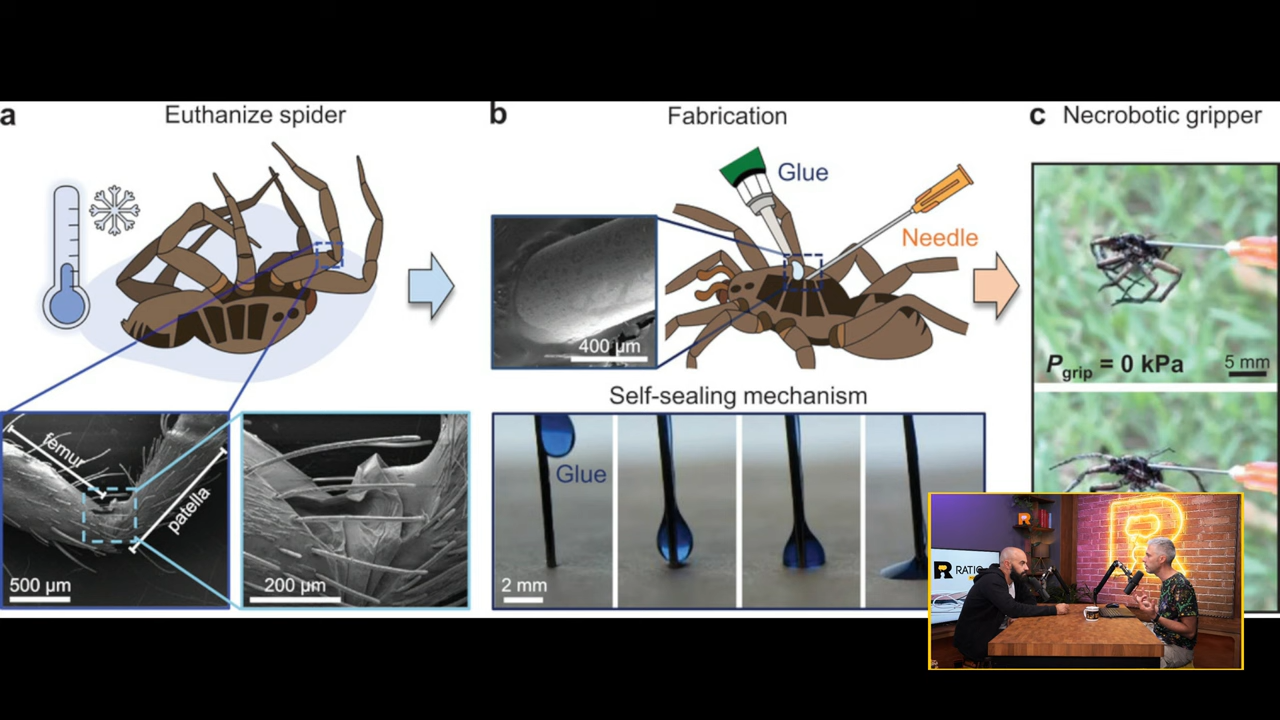 a
Euthanize spider
b
Fabrication
c
Necrobotic gripper
Glue
Needle
400 µm
P grip = 0 kPa
5 mm
Self-sealing mechanism
femur
patella
Glue
500 µm
200 µm
2 mm
R
R RATIO